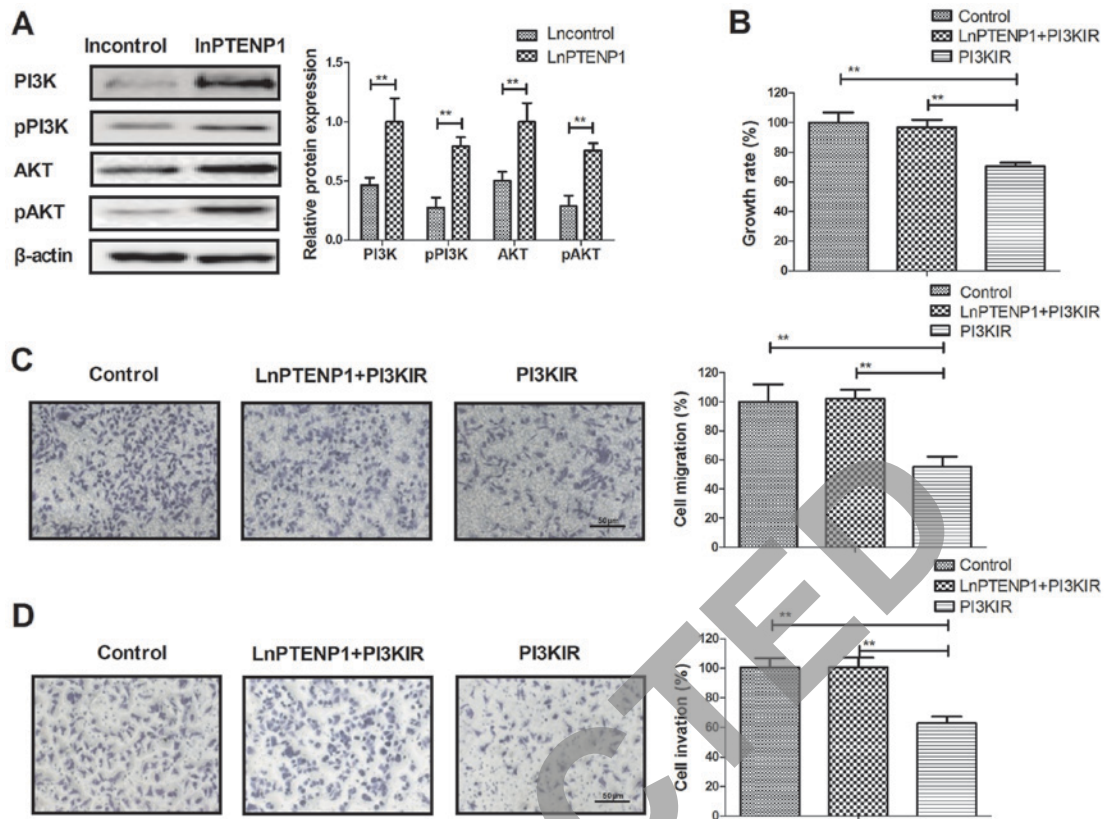 A
lncontrol lnPTENP1
PI3K
pPI3K
AKT
pAKT
β-actin
Lncontrol
LnPTENP1
Relative protein expression
1.5
1.0
0.5
0.0
** ** ** **
PI3K pPI3K AKT pAKT
B
Control
LnPTENP1+PI3KIR
PI3KIR
**
**
Growth rate (%)
120
100
80
60
40
20
0
C
Control LnPTENP1+PI3KIR PI3KIR
50μm
Control
LnPTENP1+PI3KIR
PI3KIR
**
**
Cell migration (%)
120
100
80
60
40
20
0
D
Control LnPTENP1+PI3KIR PI3KIR
50μm
Control
LnPTENP1+PI3KIR
PI3KIR
**
**
Cell invation (%)
120
100
80
60
40
20
0
CTED